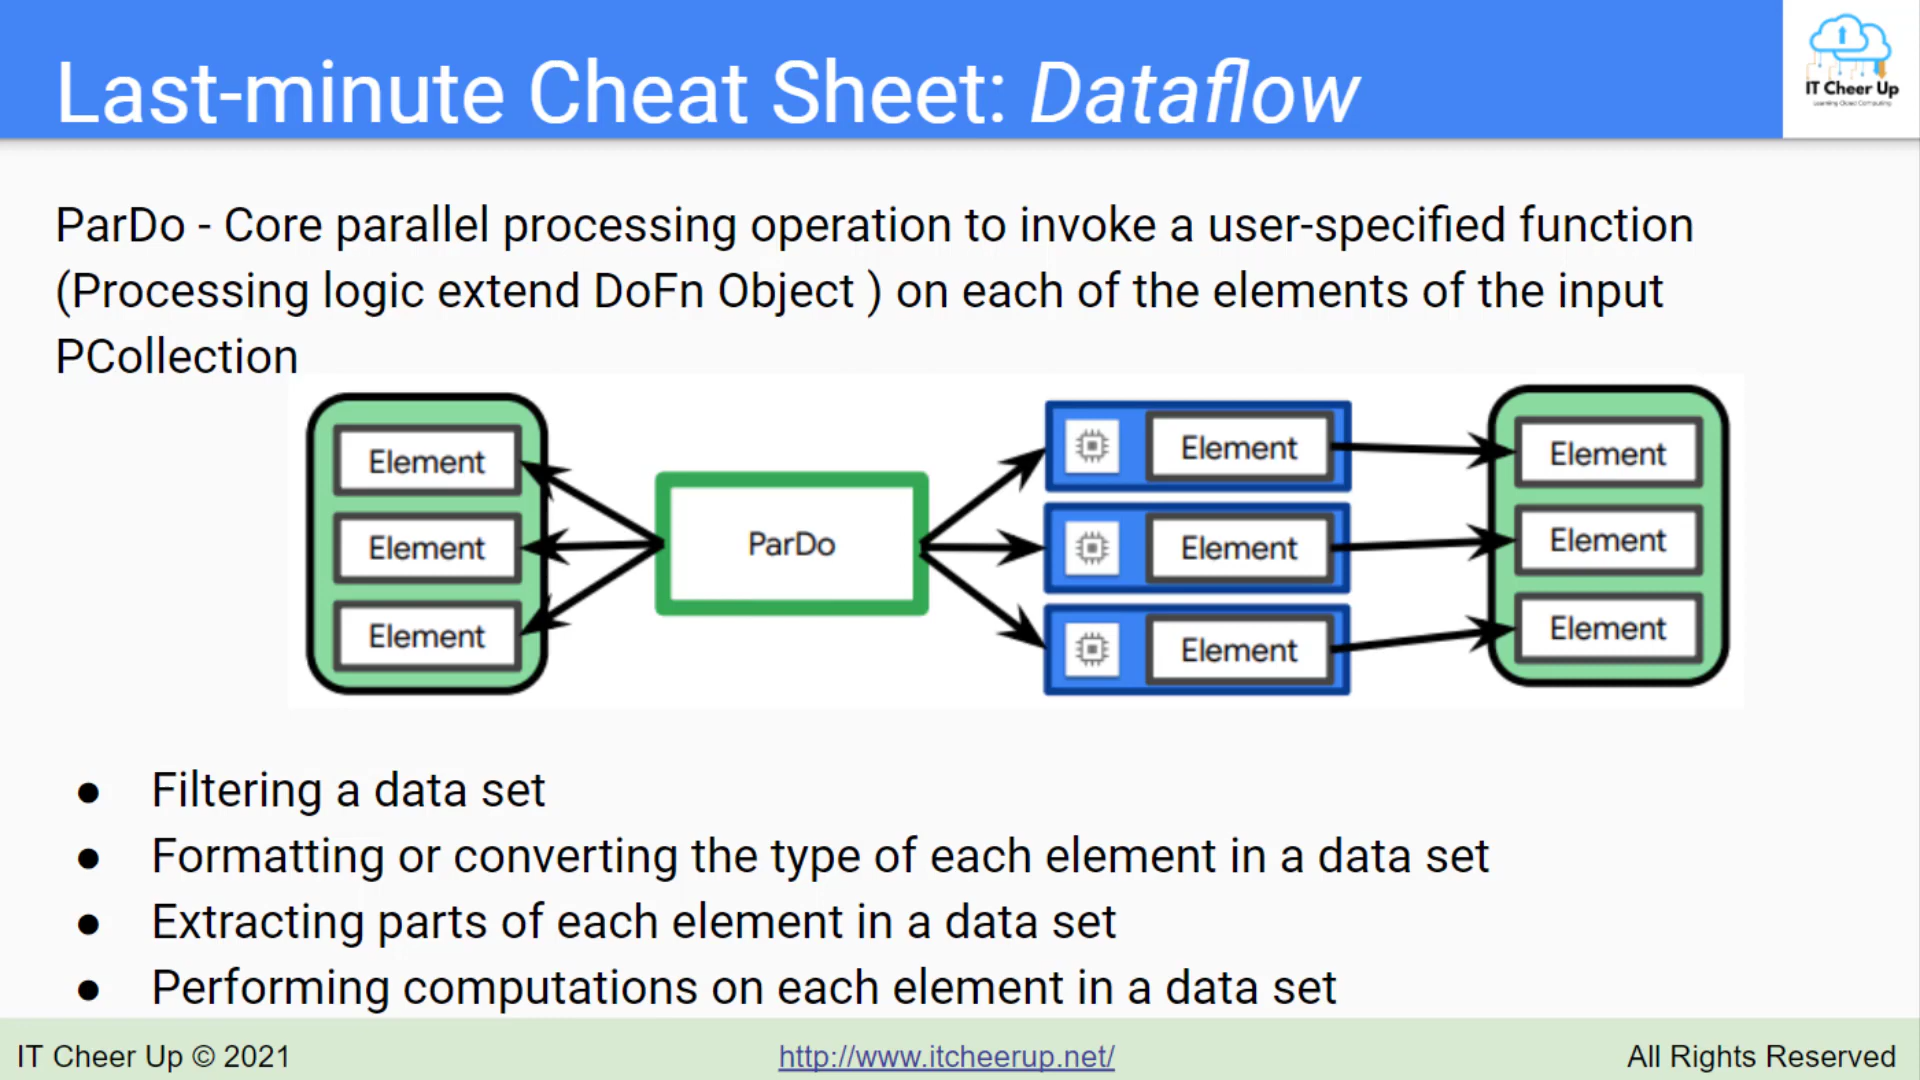 Last-minute Cheat Sheet: Dataflow
IT Cheer Up
Learning Cloud Computing
ParDo - Core parallel processing operation to invoke a user-specified function
(Processing logic extend DoFn Object ) on each of the elements of the input
PCollection
Element
Element
Element
ParDo
Element
Element
Element
Element
Element
Element
● Filtering a data set
● Formatting or converting the type of each element in a data set
● Extracting parts of each element in a data set
● Performing computations on each element in a data set
IT Cheer Up © 2021
http://www.itcheerup.net/
All Rights Reserved